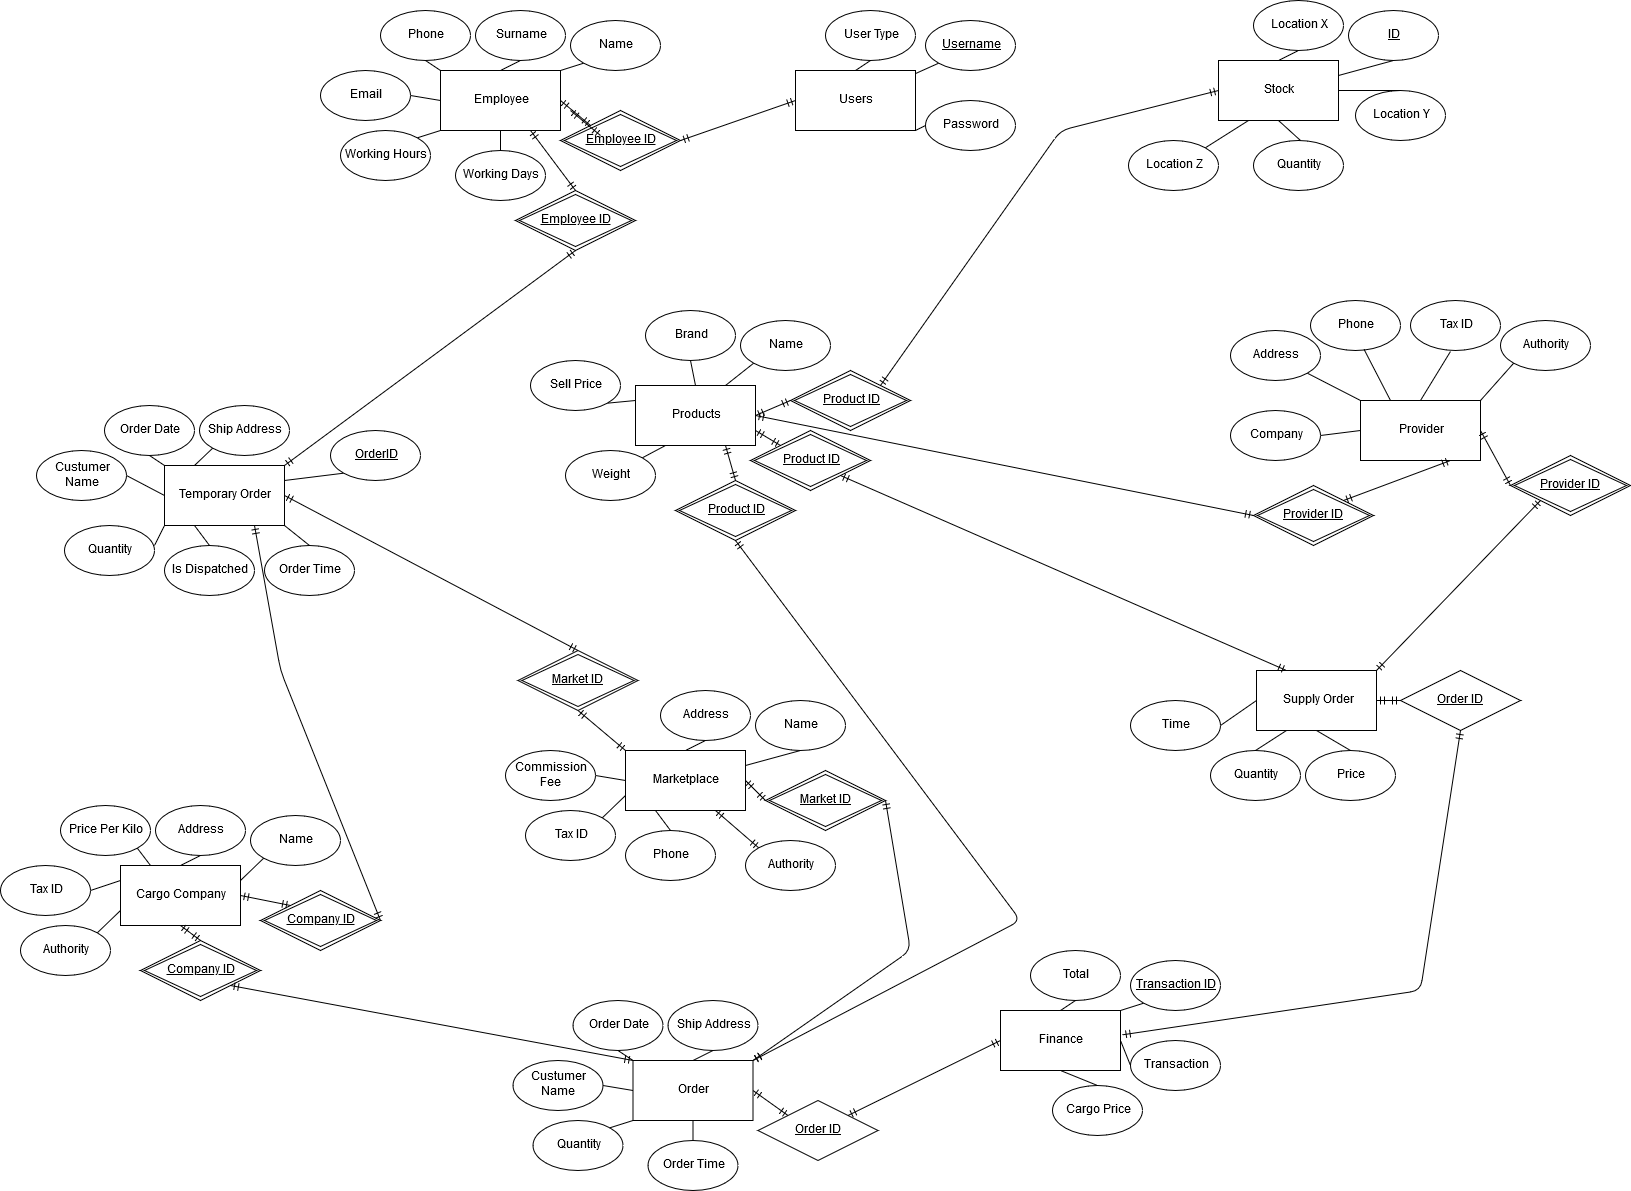 Location X
Phone
Surname
Name
User Type
Username
ID
Email
Employee
Users
Stock
Location Y
Working Hours
Working Days
Employee ID
Password
Location Z
Quantity
Employee ID
Brand
Name
Phone
Tax ID
Authority
Address
Sell Price
Products
Product ID
Company
Provider
Order Date
Ship Address
OrderID
Custumer
Name
Weight
Product ID
Temporary Order
Product ID
Provider ID
Provider ID
Quantity
Is Dispatched
Order Time
Market ID
Address
Name
Supply Order
Order ID
Time
Commission
Fee
Marketplace
Market ID
Quantity
Price
Tax ID
Phone
Authority
Price Per Kilo
Address
Name
Tax ID
Cargo Company
Company ID
Authority
Company ID
Total
Transaction ID
Order Date
Ship Address
Finance
Transaction
Custumer
Name
Order
Cargo Price
Order ID
Quantity
Order Time